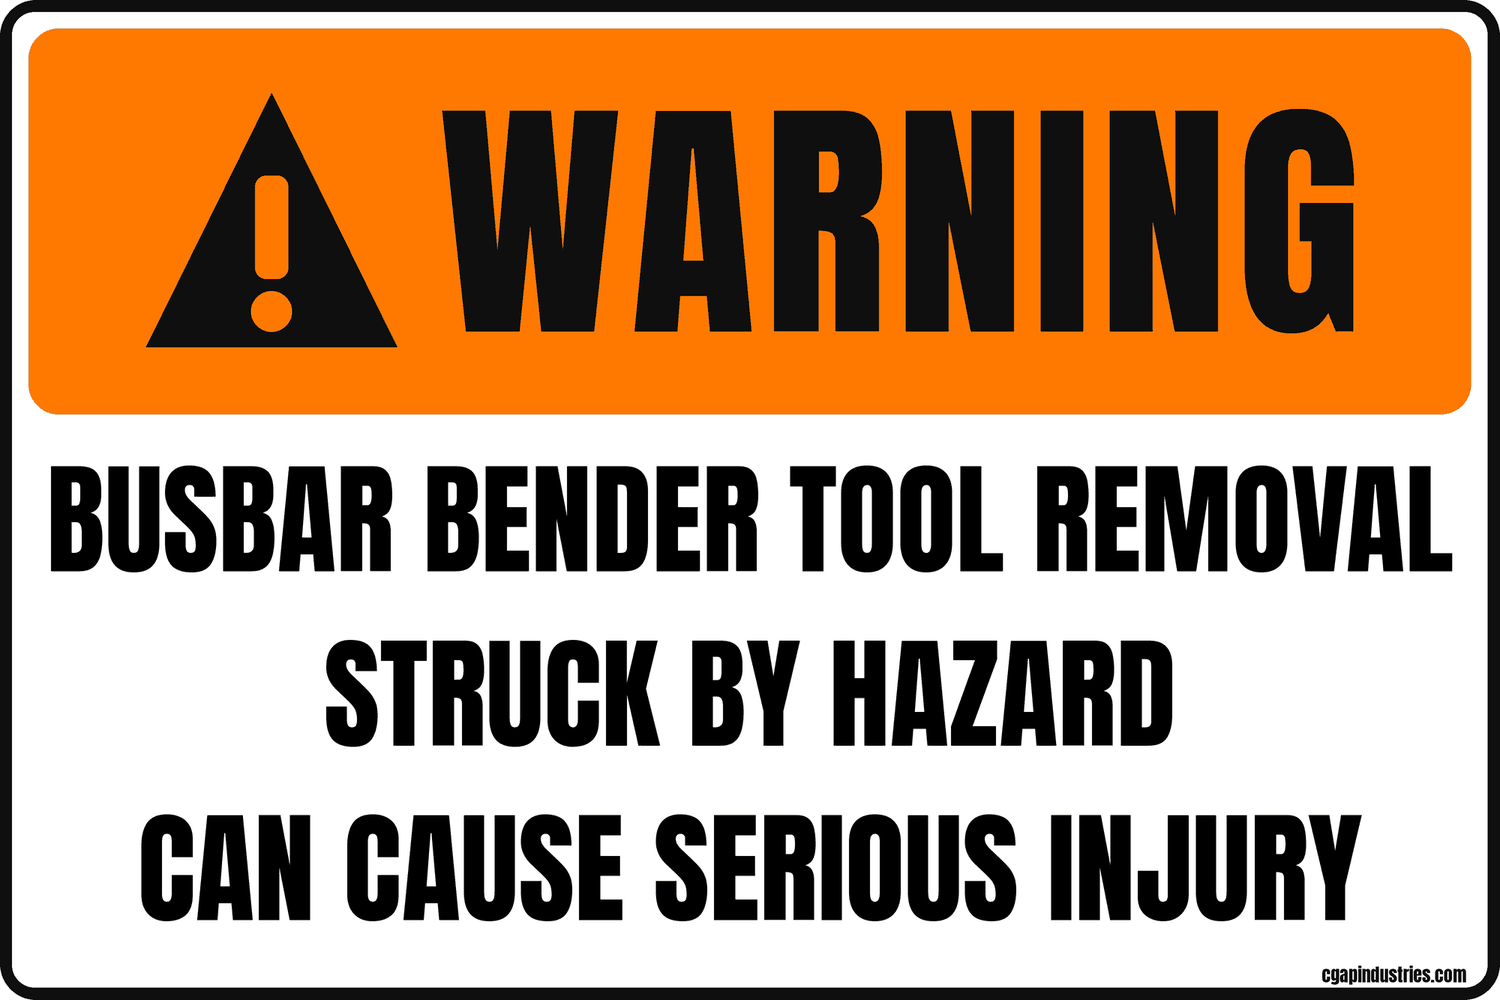 WARNING
BUSBAR BENDER TOOL REMOVAL
STRUCK BY HAZARD
CAN CAUSE SERIOUS INJURY
cgapindustries.com